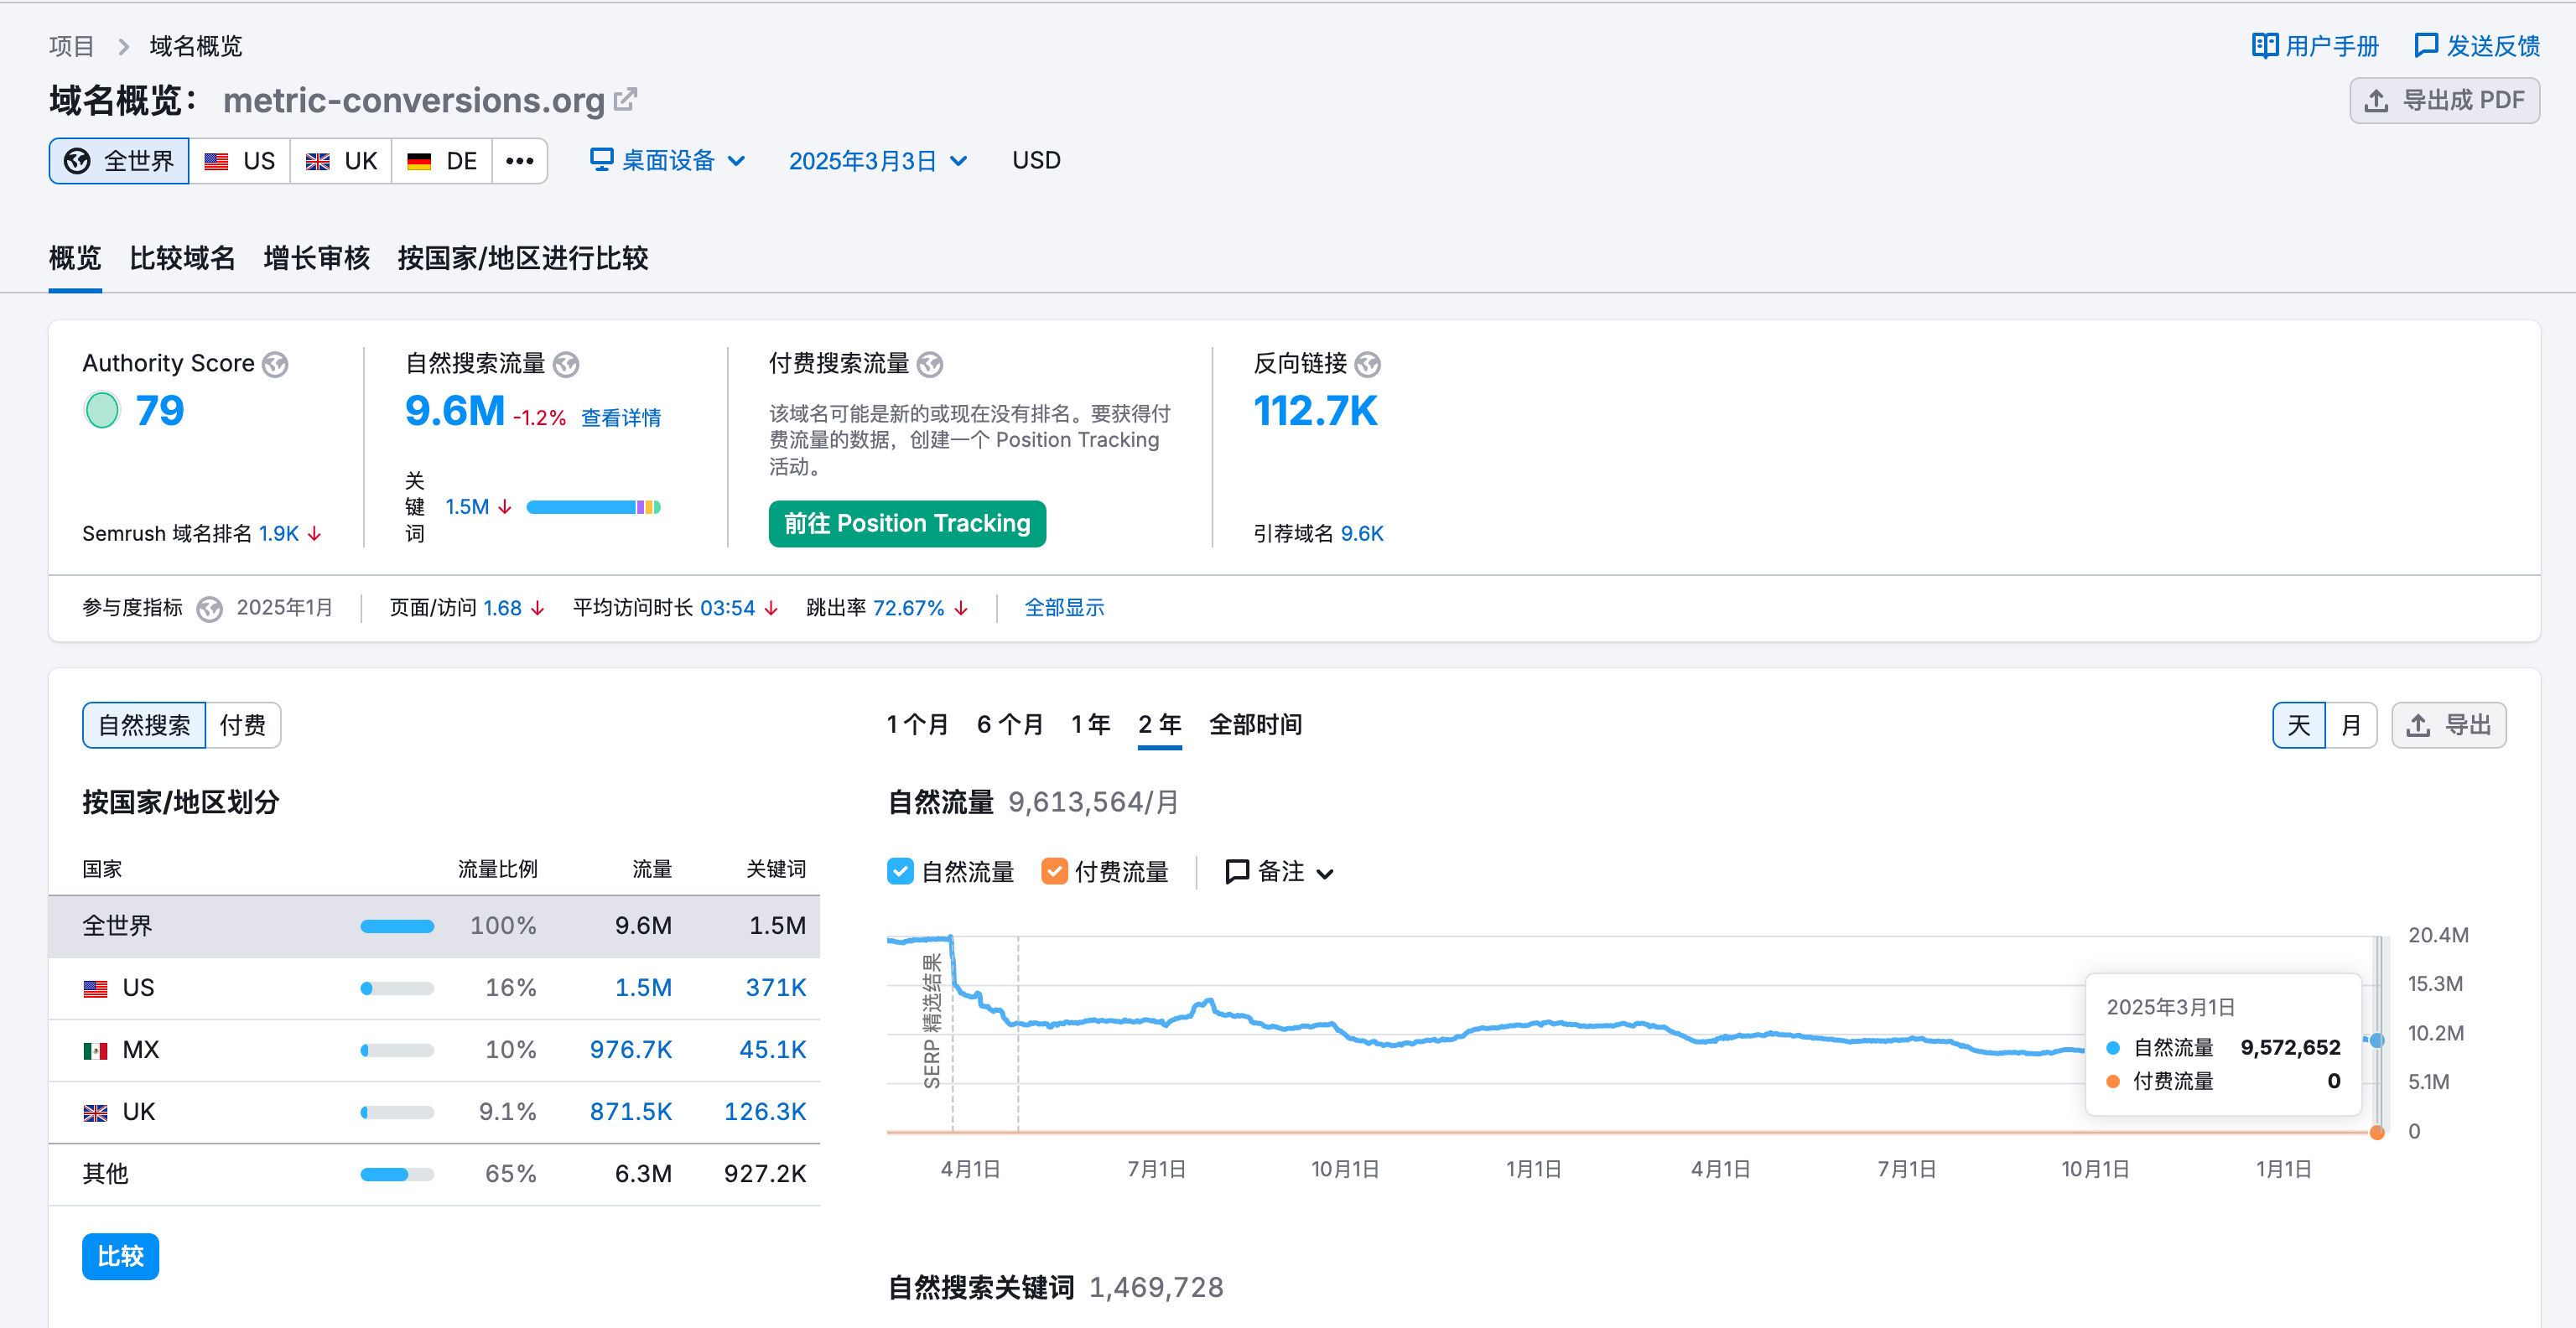 项目 > 域名概览
用户手册 发送反馈
域名概览： metric-conversions.org
导出成 PDF
全世界 US UK DE ••• 桌面设备 2025年3月3日 USD
概览 比较域名 增长审核 按国家/地区进行比较
Authority Score 自然搜索流量 付费搜索流量 反向链接
79 9.6M -1.2% 查看详情 112.7K
该域名可能是新的或现在没有排名。要获得付
费流量的数据，创建一个 Position Tracking
活动。
关
键
词
1.5M ↓
前往 Position Tracking
Semrush 域名排名 1.9K ↓
引荐域名 9.6K
参与度指标 2025年1月 页面/访问 1.68 ↓ 平均访问时长 03:54 ↓ 跳出率 72.67% ↓ 全部显示
自然搜索 付费
1 个月 6 个月 1 年 2 年 全部时间
天 月 导出
按国家/地区划分
国家 流量比例 流量 关键词
全世界 100% 9.6M 1.5M
US 16% 1.5M 371K
MX 10% 976.7K 45.1K
UK 9.1% 871.5K 126.3K
其他 65% 6.3M 927.2K
比较
自然流量 9,613,564/月
自然流量 付费流量 备注
SERP 精选结果
20.4M
15.3M
10.2M
5.1M
0
2025年3月1日
自然流量 9,572,652
付费流量 0
4月1日 7月1日 10月1日 1月1日 4月1日 7月1日 10月1日 1月1日
自然搜索关键词 1,469,728